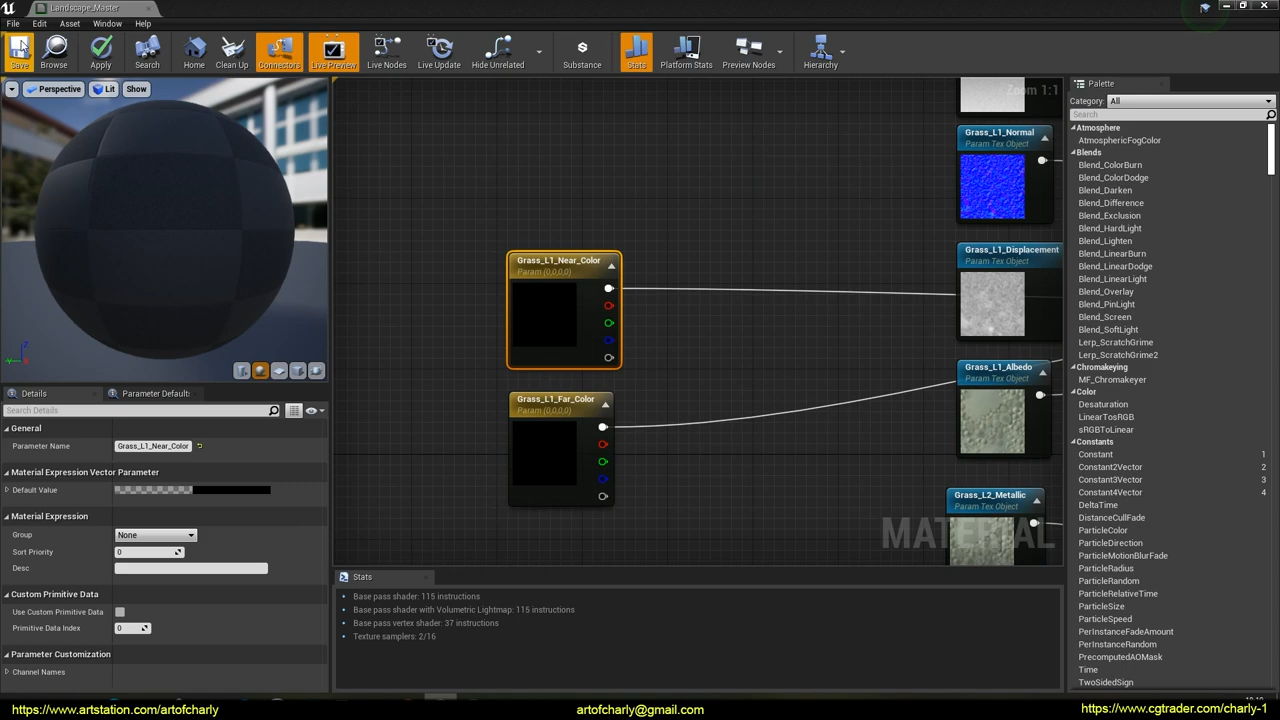 Landscape_Master
File Edit Asset Window Help
Save Browse Apply Search Home Clean Up Connectors Live Preview Live Nodes Live Update Hide Unrelated Substance Stats Platform Stats Preview Nodes Hierarchy
Perspective Lit Show
Zoom 1:1
Grass_L1_Normal
Param Tex Object
Grass_L1_Displacement
Param Tex Object
Grass_L1_Near_Color
Param (0,0,0,0)
Grass_L1_Albedo
Param Tex Object
Grass_L1_Far_Color
Param (0,0,0,0)
Grass_L2_Metallic
Param Tex Object
MATERIAL
Palette
Category: All
Search
Atmosphere
AtmosphericFogColor
Blends
Blend_ColorBurn
Blend_ColorDodge
Blend_Darken
Blend_Difference
Blend_Exclusion
Blend_HardLight
Blend_Lighten
Blend_LinearBurn
Blend_LinearDodge
Blend_LinearLight
Blend_Overlay
Blend_PinLight
Blend_Screen
Blend_SoftLight
Lerp_ScratchGrime
Lerp_ScratchGrime2
Chromakeying
MF_Chromakeyer
Color
Desaturation
LinearTosRGB
sRGBToLinear
Constants
Constant 1
Constant2Vector 2
Constant3Vector 3
Constant4Vector 4
DeltaTime
DistanceCullFade
ParticleColor
ParticleDirection
ParticleMotionBlurFade
ParticleRadius
ParticleRandom
ParticleRelativeTime
ParticleSize
ParticleSpeed
PerInstanceFadeAmount
PerInstanceRandom
PrecomputedAOMask
Time
TwoSidedSign
Details Parameter Default
Search Details
General
Parameter Name Grass_L1_Near_Color
Material Expression Vector Parameter
Default Value
Material Expression
Group None
Sort Priority 0
Desc
Custom Primitive Data
Use Custom Primitive Data
Primitive Data Index 0
Parameter Customization
Channel Names
Stats
Base pass shader: 115 instructions
Base pass shader with Volumetric Lightmap: 115 instructions
Base pass vertex shader: 37 instructions
Texture samplers: 2/16
https://www.artstation.com/artofcharly
artofcharly@gmail.com
https://www.cgtrader.com/charly-1